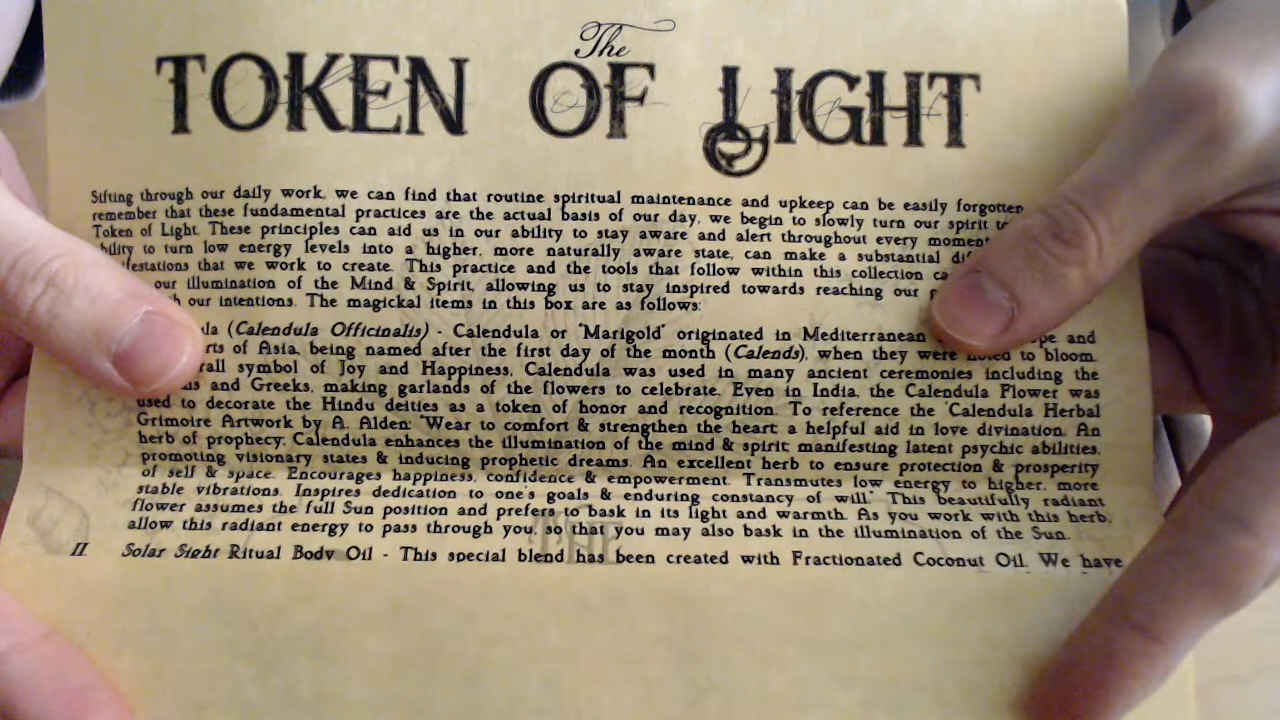 The
TOKEN OF LIGHT
Sifting through our daily work, we can find that routine spiritual maintenance and upkeep can be easily forgotten
remember that these fundamental practices are the actual basis of our day, we begin to slowly turn our spirit
Token of Light. These principles can aid us in our ability to stay aware and alert throughout every
to turn low energy levels into a higher, more naturally aware state, can make a substantial
that we work to create. This practice and the tools that follow within this collection
our illumination of the Mind & Spirit, allowing us to stay inspired towards reaching our
our intentions. The magickal items in this box are as follows:
(Calendula Officinalis) - Calendula or "Marigold" originated in Mediterranean and
of Asia, being named after the first day of the month (Calends), when they were noted to bloom.
symbol of Joy and Happiness, Calendula was used in many ancient ceremonies including the
and Greeks, making garlands of the flowers to celebrate. Even in India, the Calendula Flower was
used to decorate the Hindu deities as a token of honor and recognition. To reference the 'Calendula Herbal
Grimoire Artwork by A. Alden: "Wear to comfort & strengthen the heart; a helpful aid in love divination. An
herb of prophecy; Calendula enhances the illumination of the mind & spirit; manifesting latent psychic abilities,
promoting visionary states & inducing prophetic dreams. An excellent herb to ensure protection & prosperity
of self & space. Encourages happiness, confidence & empowerment. Transmutes low energy to higher, more
stable vibrations. Inspires dedication to one's goals & enduring constancy of will." This beautifully radiant
flower assumes the full Sun position and prefers to bask in its light and warmth. As you work with this herb,
allow this radiant energy to pass through you, so that you may also bask in the illumination of the Sun.
II. Solar Sight Ritual Body Oil - This special blend has been created with Fractionated Coconut Oil. We have